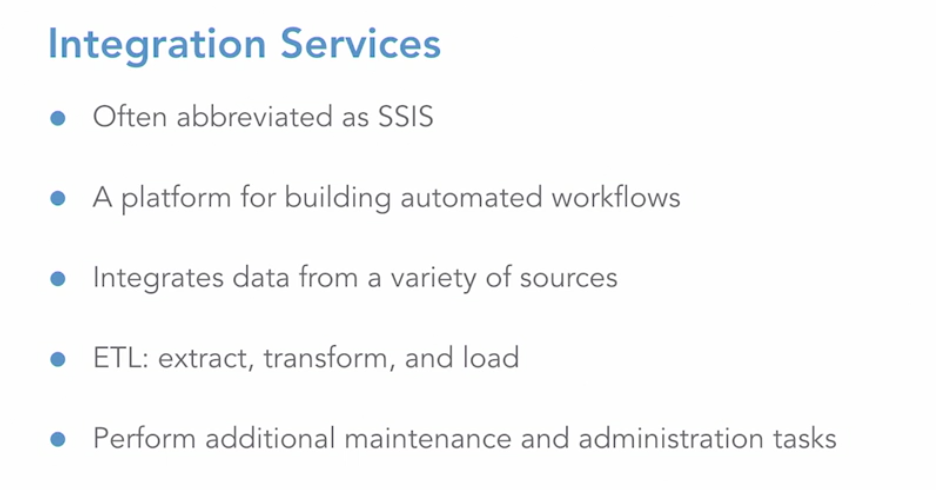 Integration Services
Often abbreviated as SSIS
A platform for building automated workflows
Integrates data from a variety of sources
ETL: extract, transform, and load
Perform additional maintenance and administration tasks